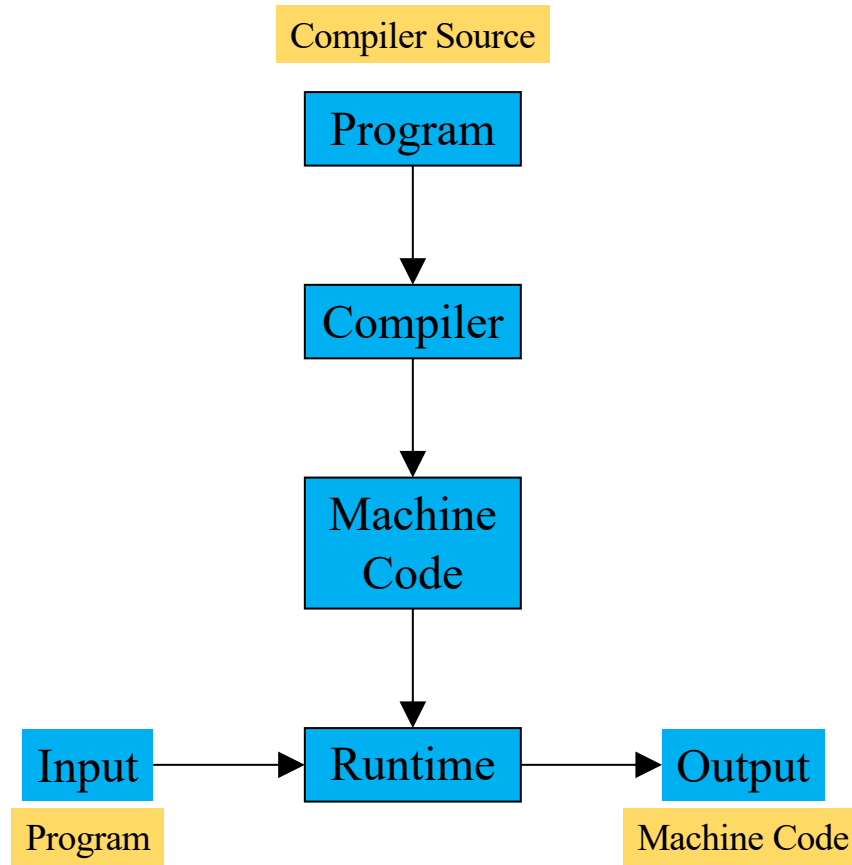 Compiler Source
Program
Compiler
Machine
Code
Input
Runtime
Output
Program
Machine Code